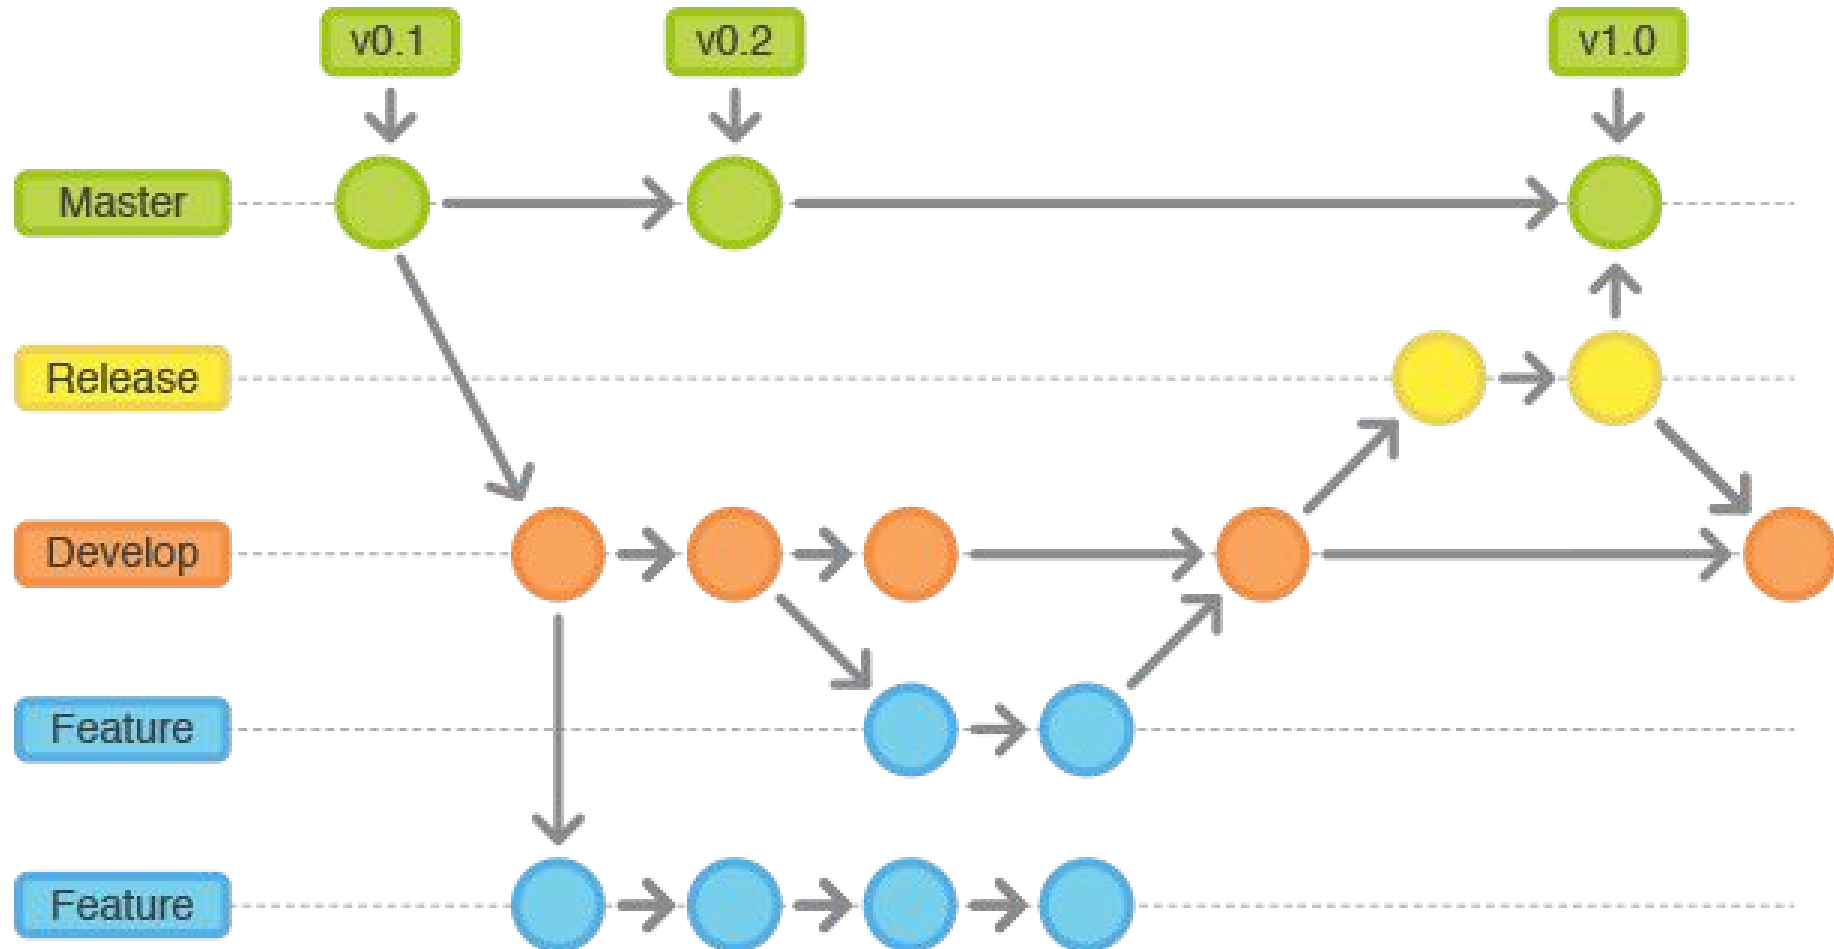 v0.1
v0.2
v1.0
Master
Release
Develop
Feature
Feature